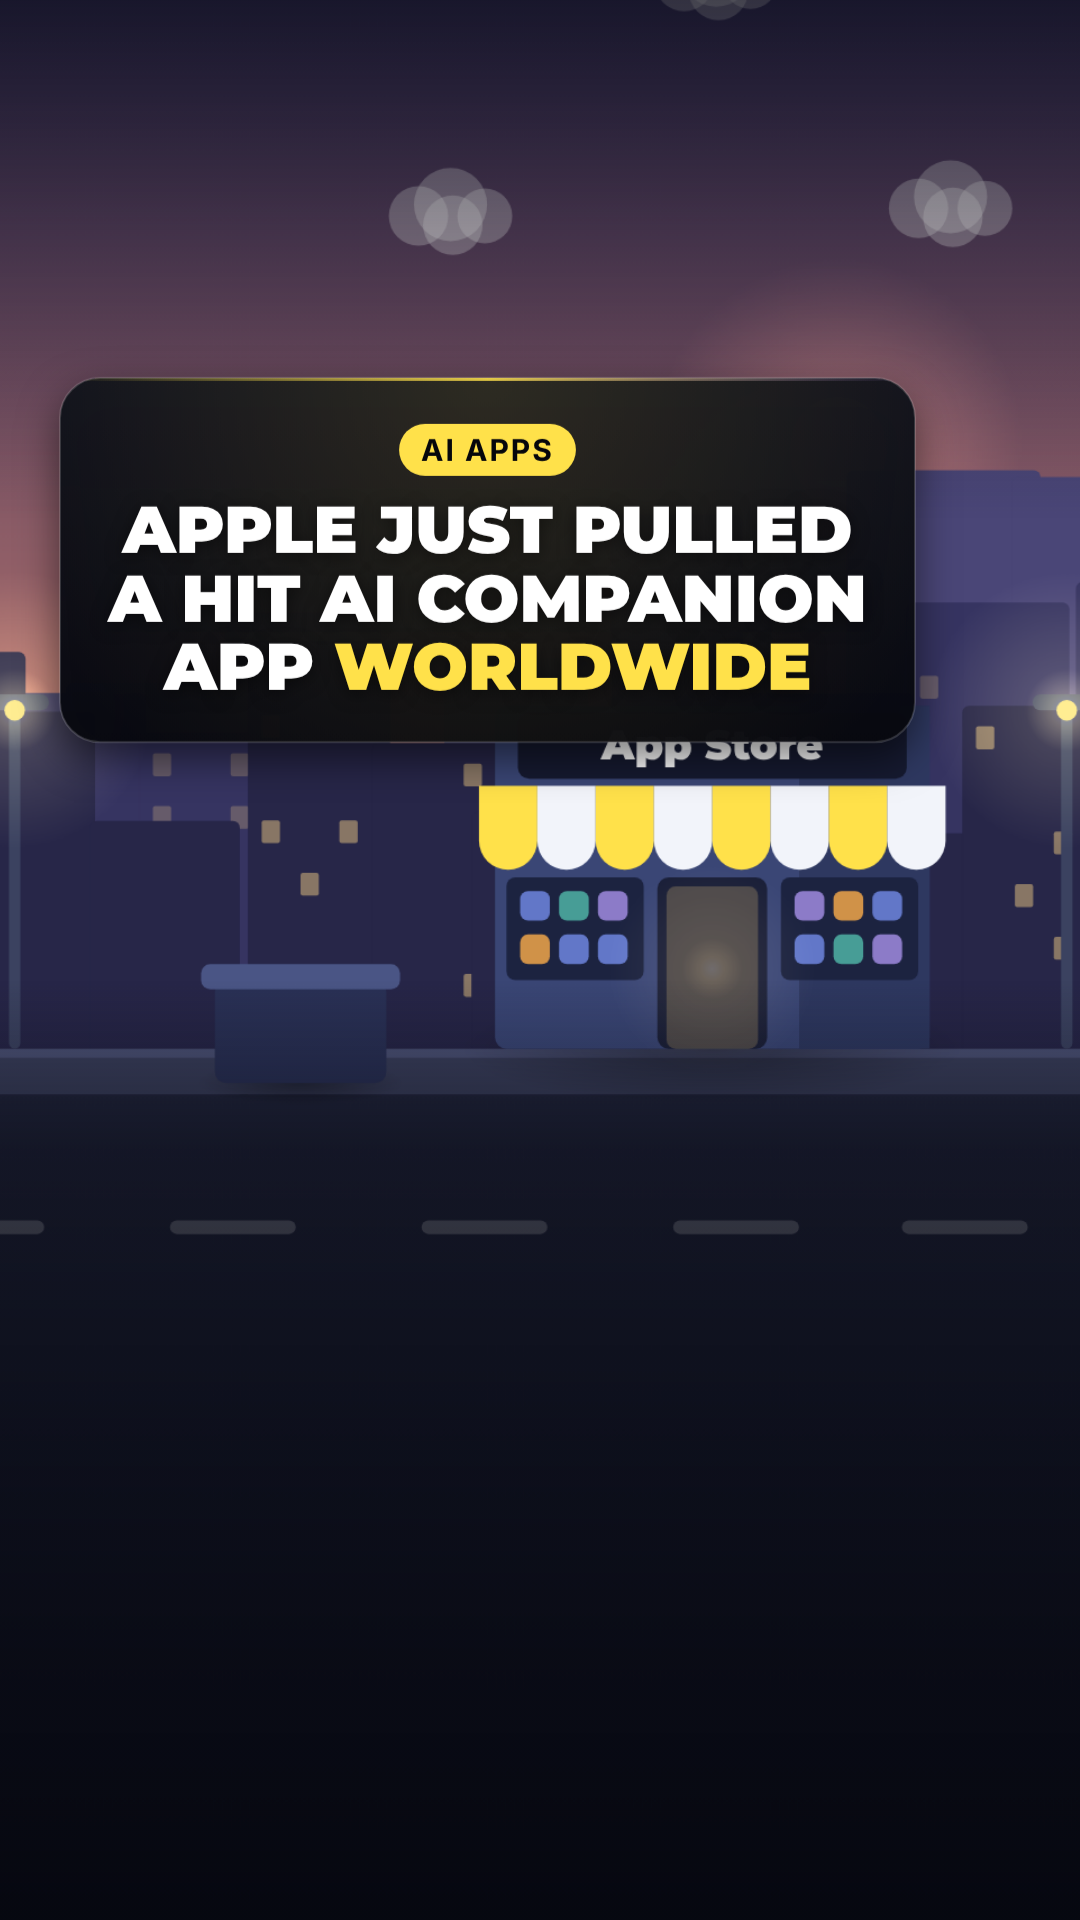 AI APPS
APPLE JUST PULLED
A HIT AI COMPANION
APP WORLDWIDE
App Store